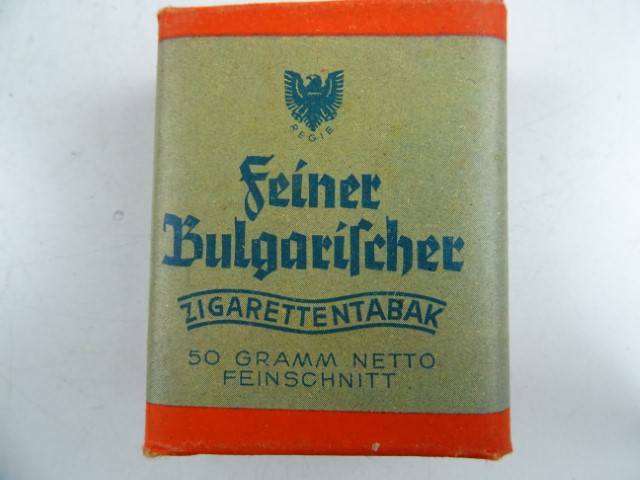 REGIE
Feiner
Bulgariſcher
ZIGARETTENTABAK
50 GRAMM NETTO
FEINSCHNITT